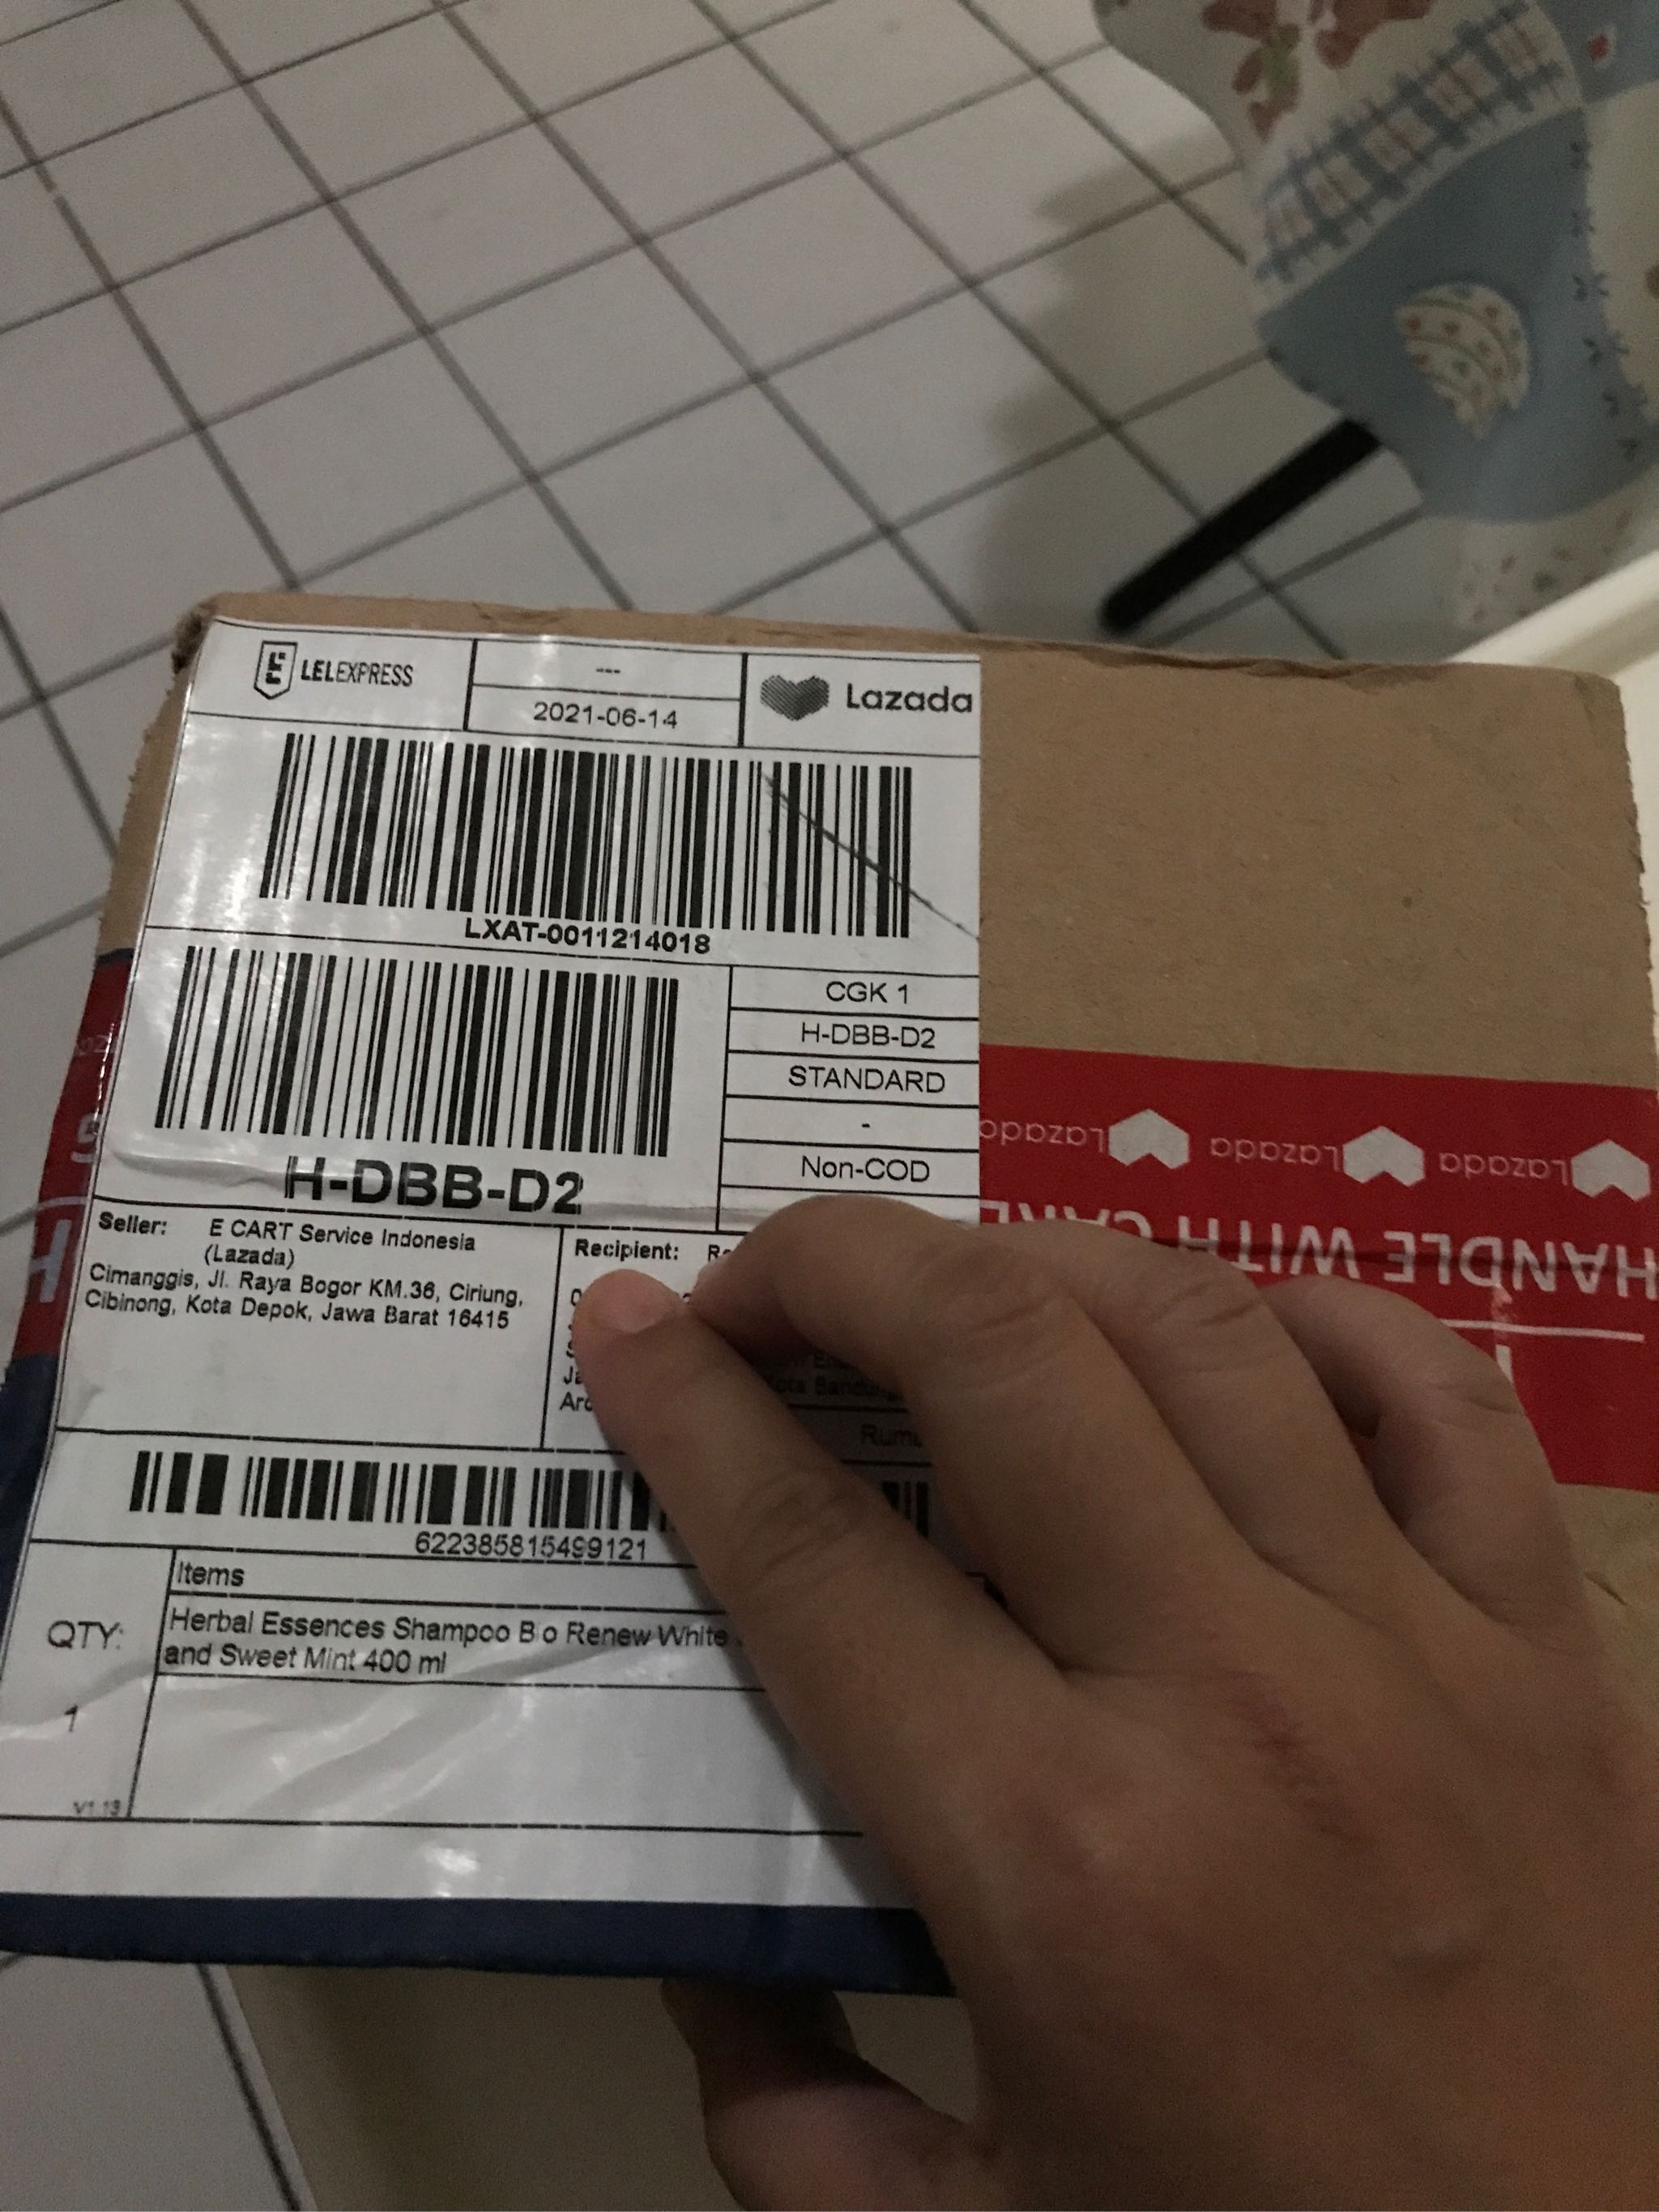 LELEXPRESS
---
2021-06-14
Lazada
LXAT-0011214018
CGK 1
H-DBB-D2
STANDARD
-
Non-COD
H-DBB-D2
Seller: E CART Service Indonesia
(Lazada)
Cimanggis, Jl. Raya Bogor KM.36, Ciriung,
Cibinong, Kota Depok, Jawa Barat 16415
Recipient:
622385815499121
Items
QTY:
Herbal Essences Shampoo Bio Renew White
and Sweet Mint 400 ml
1
V1.13
Lazada Lazada Lazada
HANDLE WITH CARE